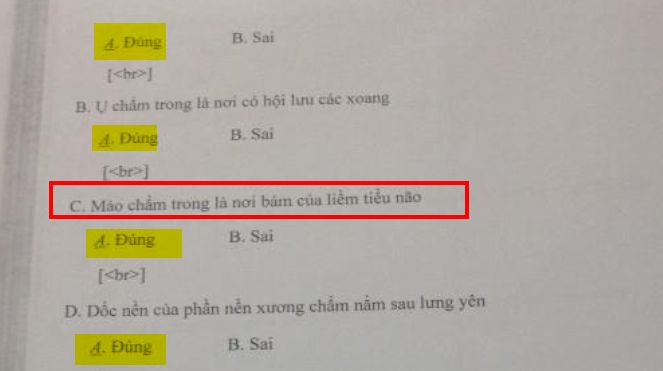 A. Đúng B. Sai
[<br>]
B. Ụ chẩm trong là nơi có hội lưu các xoang
A. Đúng B. Sai
[<br>]
C. Mào chẩm trong là nơi bám của liềm tiểu não
A. Đúng B. Sai
[<br>]
D. Dốc nền của phần nền xương chẩm nằm sau lưng yên
A. Đúng B. Sai